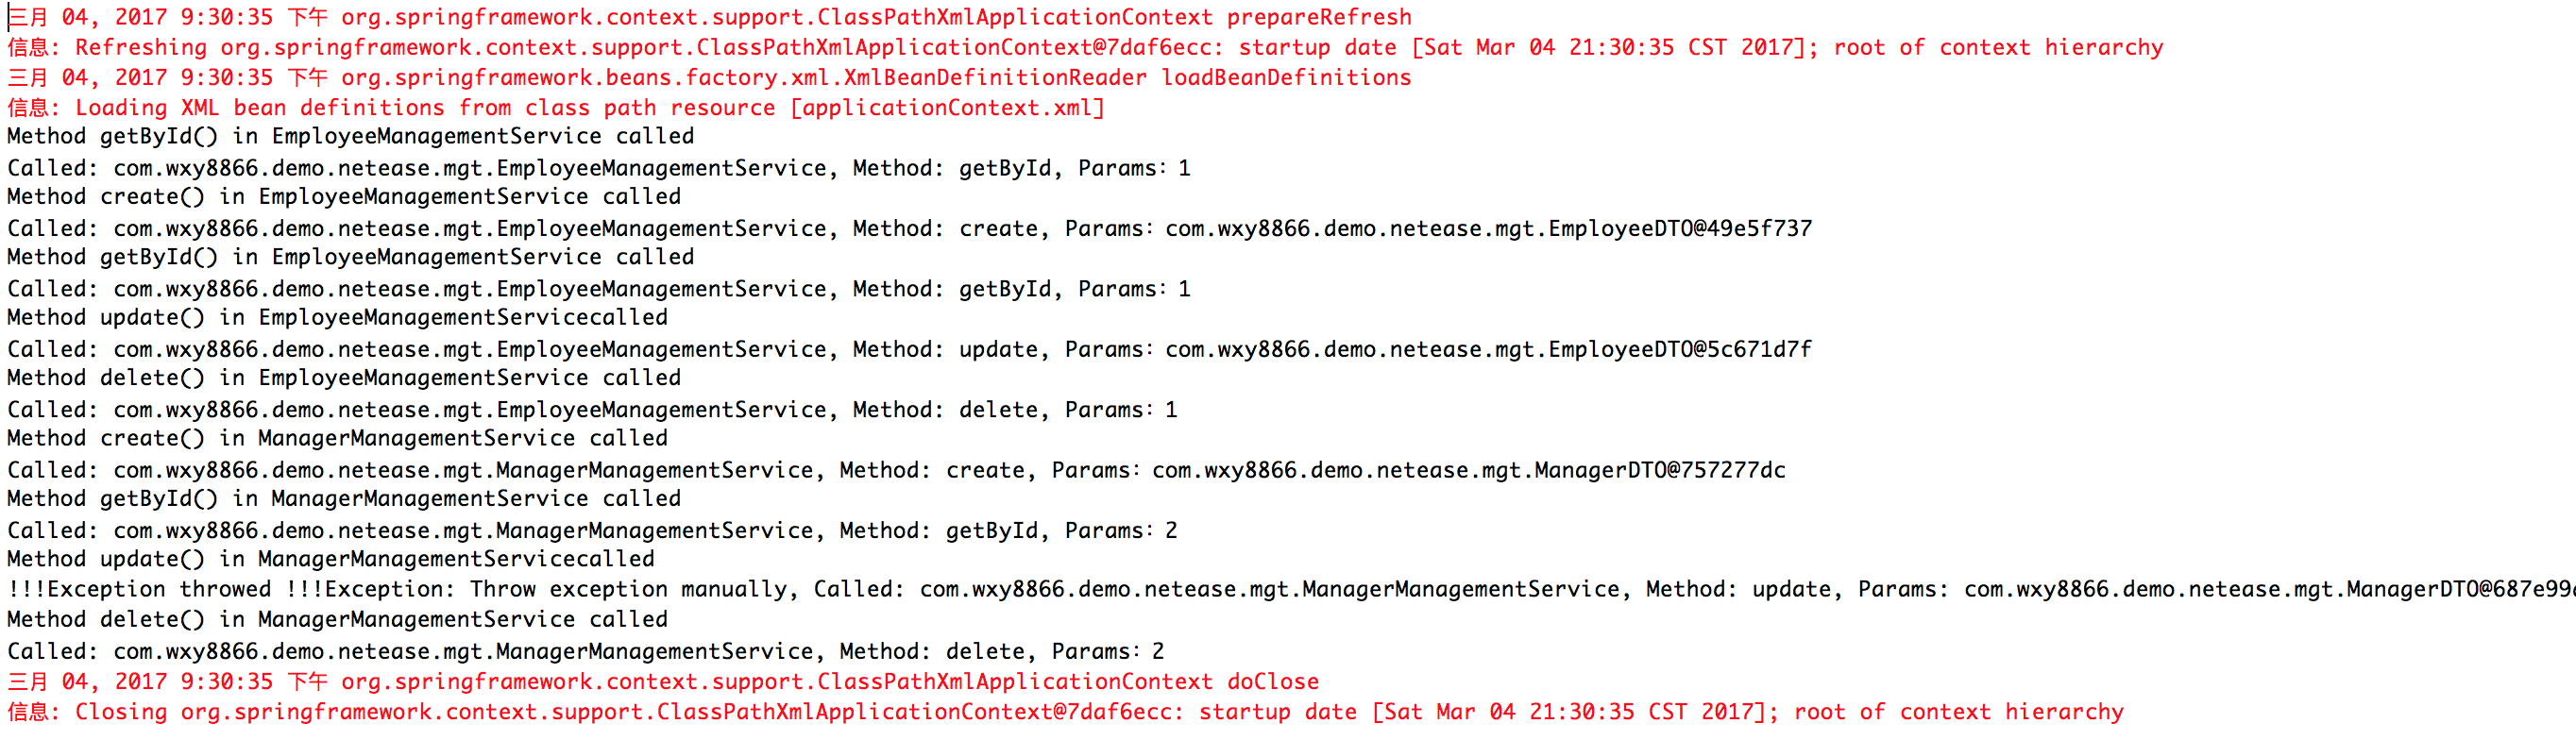 三月 04, 2017 9:30:35 下午 org.springframework.context.support.ClassPathXmlApplicationContext prepareRefresh
信息: Refreshing org.springframework.context.support.ClassPathXmlApplicationContext@7daf6ecc: startup date [Sat Mar 04 21:30:35 CST 2017]; root of context hierarchy
三月 04, 2017 9:30:35 下午 org.springframework.beans.factory.xml.XmlBeanDefinitionReader loadBeanDefinitions
信息: Loading XML bean definitions from class path resource [applicationContext.xml]
Method getById() in EmployeeManagementService called
Called: com.wxy8866.demo.netease.mgt.EmployeeManagementService, Method: getById, Params：1
Method create() in EmployeeManagementService called
Called: com.wxy8866.demo.netease.mgt.EmployeeManagementService, Method: create, Params：com.wxy8866.demo.netease.mgt.EmployeeDTO@49e5f737
Method getById() in EmployeeManagementService called
Called: com.wxy8866.demo.netease.mgt.EmployeeManagementService, Method: getById, Params：1
Method update() in EmployeeManagementServicecalled
Called: com.wxy8866.demo.netease.mgt.EmployeeManagementService, Method: update, Params：com.wxy8866.demo.netease.mgt.EmployeeDTO@5c671d7f
Method delete() in EmployeeManagementService called
Called: com.wxy8866.demo.netease.mgt.EmployeeManagementService, Method: delete, Params：1
Method create() in ManagerManagementService called
Called: com.wxy8866.demo.netease.mgt.ManagerManagementService, Method: create, Params：com.wxy8866.demo.netease.mgt.ManagerDTO@757277dc
Method getById() in ManagerManagementService called
Called: com.wxy8866.demo.netease.mgt.ManagerManagementService, Method: getById, Params：2
Method update() in ManagerManagementServicecalled
!!!Exception throwed !!!Exception: Throw exception manually, Called: com.wxy8866.demo.netease.mgt.ManagerManagementService, Method: update, Params: com.wxy8866.demo.netease.mgt.ManagerDTO@687e99
Method delete() in ManagerManagementService called
Called: com.wxy8866.demo.netease.mgt.ManagerManagementService, Method: delete, Params：2
三月 04, 2017 9:30:35 下午 org.springframework.context.support.ClassPathXmlApplicationContext doClose
信息: Closing org.springframework.context.support.ClassPathXmlApplicationContext@7daf6ecc: startup date [Sat Mar 04 21:30:35 CST 2017]; root of context hierarchy